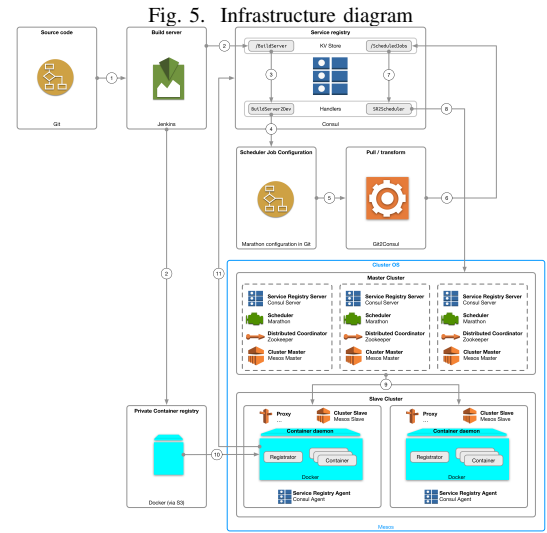 Fig. 5. Infrastructure diagram
Source code
Git
1
Build server
Jenkins
2
Service registry
/BuildServer
KV Store
/ScheduledJobs
3
7
BuildServer2Dev
Handlers
SR2Scheduler
Consul
4
8
Scheduler Job Configuration
Marathon configuration in Git
5
Pull / transform
Git2Consul
6
2
11
Cluster OS
Master Cluster
Service Registry Server
Consul Server
Scheduler
Marathon
Distributed Coordinator
Zookeeper
Cluster Master
Mesos Master
Service Registry Server
Consul Server
Scheduler
Marathon
Distributed Coordinator
Zookeeper
Cluster Master
Mesos Master
Service Registry Server
Consul Server
Scheduler
Marathon
Distributed Coordinator
Zookeeper
Cluster Master
Mesos Master
9
Private Container registry
Docker (via S3)
10
Slave Cluster
Proxy
...
Cluster Slave
Mesos Slave
Container daemon
Registrator
Container
Docker
Service Registry Agent
Consul Agent
Proxy
...
Cluster Slave
Mesos Slave
Container daemon
Registrator
Container
Docker
Service Registry Agent
Consul Agent
Mesos